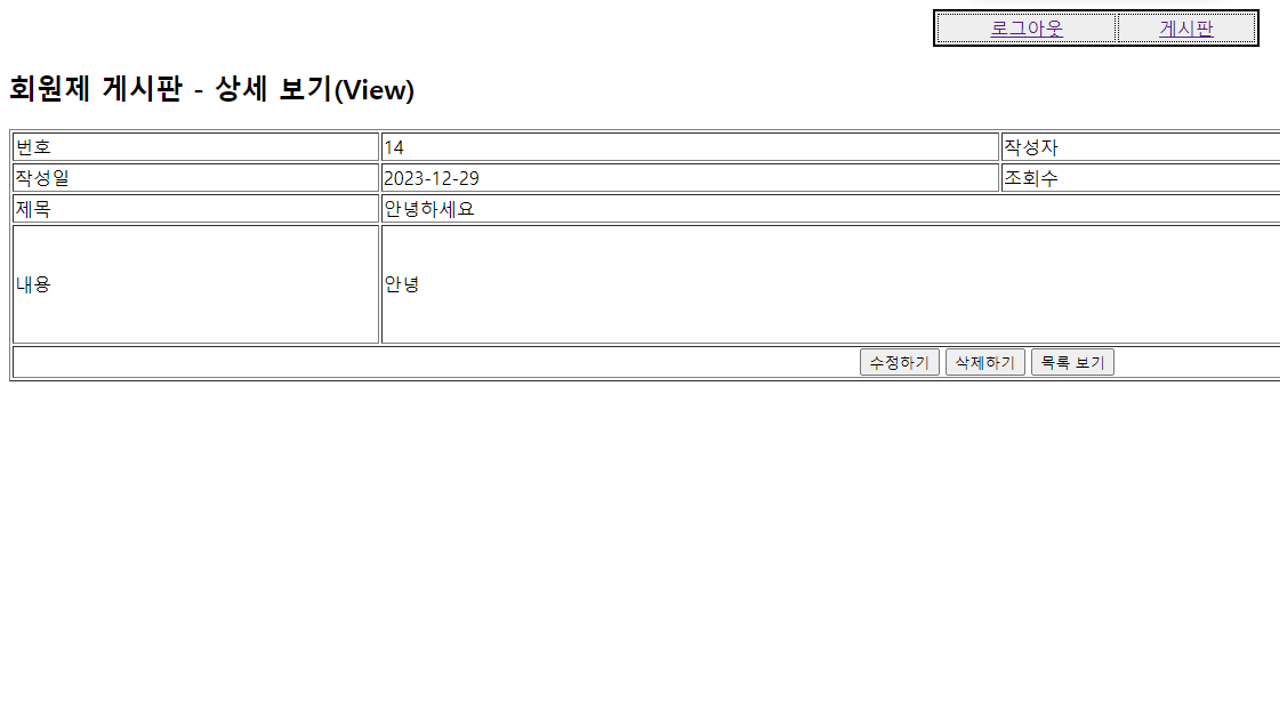 로그아웃 게시판
회원제 게시판 - 상세 보기(View)
번호 14 작성자
작성일 2023-12-29 조회수
제목 안녕하세요
내용 안녕
수정하기 삭제하기 목록 보기